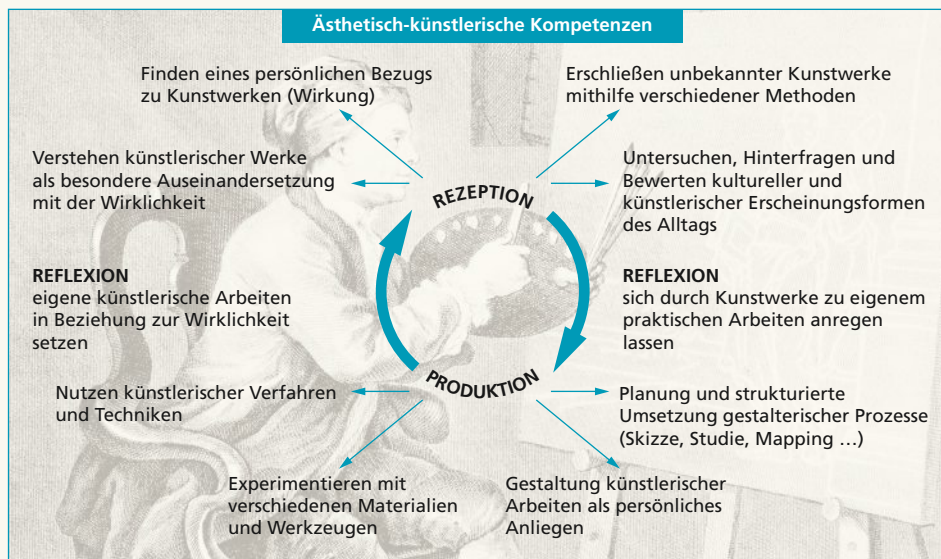 Ästhetisch-künstlerische Kompetenzen
Finden eines persönlichen Bezugs
zu Kunstwerken (Wirkung)
Erschließen unbekannter Kunstwerke
mithilfe verschiedener Methoden
Verstehen künstlerischer Werke
als besondere Auseinandersetzung
mit der Wirklichkeit
Untersuchen, Hinterfragen und
Bewerten kultureller und
künstlerischer Erscheinungsformen
des Alltags
REZEPTION
REFLEXION
eigene künstlerische Arbeiten
in Beziehung zur Wirklichkeit
setzen
REFLEXION
sich durch Kunstwerke zu eigenem
praktischen Arbeiten anregen
lassen
PRODUKTION
Nutzen künstlerischer Verfahren
und Techniken
Planung und strukturierte
Umsetzung gestalterischer Prozesse
(Skizze, Studie, Mapping …)
Experimentieren mit
verschiedenen Materialien
und Werkzeugen
Gestaltung künstlerischer
Arbeiten als persönliches
Anliegen